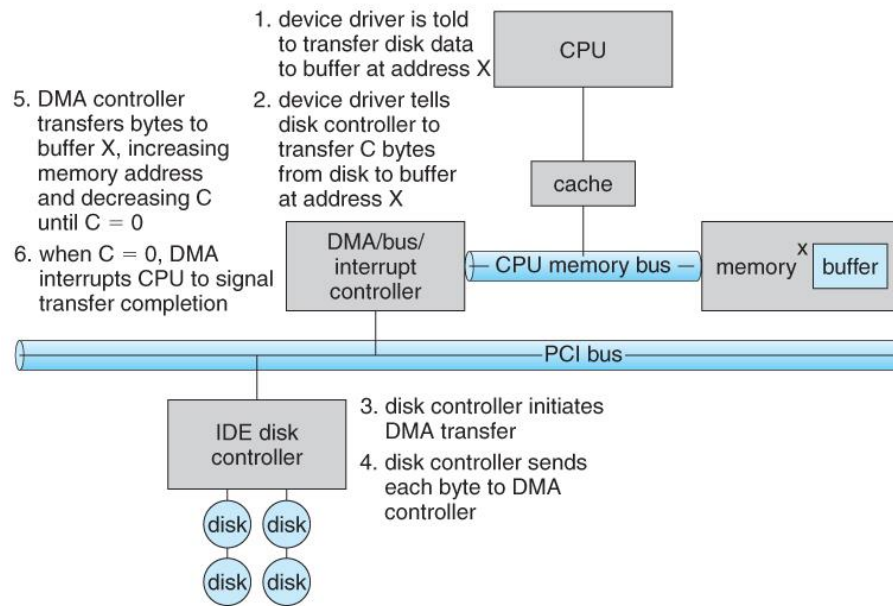 1. device driver is told
to transfer disk data
to buffer at address X
2. device driver tells
disk controller to
transfer C bytes
from disk to buffer
at address X
5. DMA controller
transfers bytes to
buffer X, increasing
memory address
and decreasing C
until C = 0
6. when C = 0, DMA
interrupts CPU to signal
transfer completion
CPU
cache
DMA/bus/
interrupt
controller
CPU memory bus
memory
x
buffer
PCI bus
IDE disk
controller
3. disk controller initiates
DMA transfer
4. disk controller sends
each byte to DMA
controller
disk
disk
disk
disk